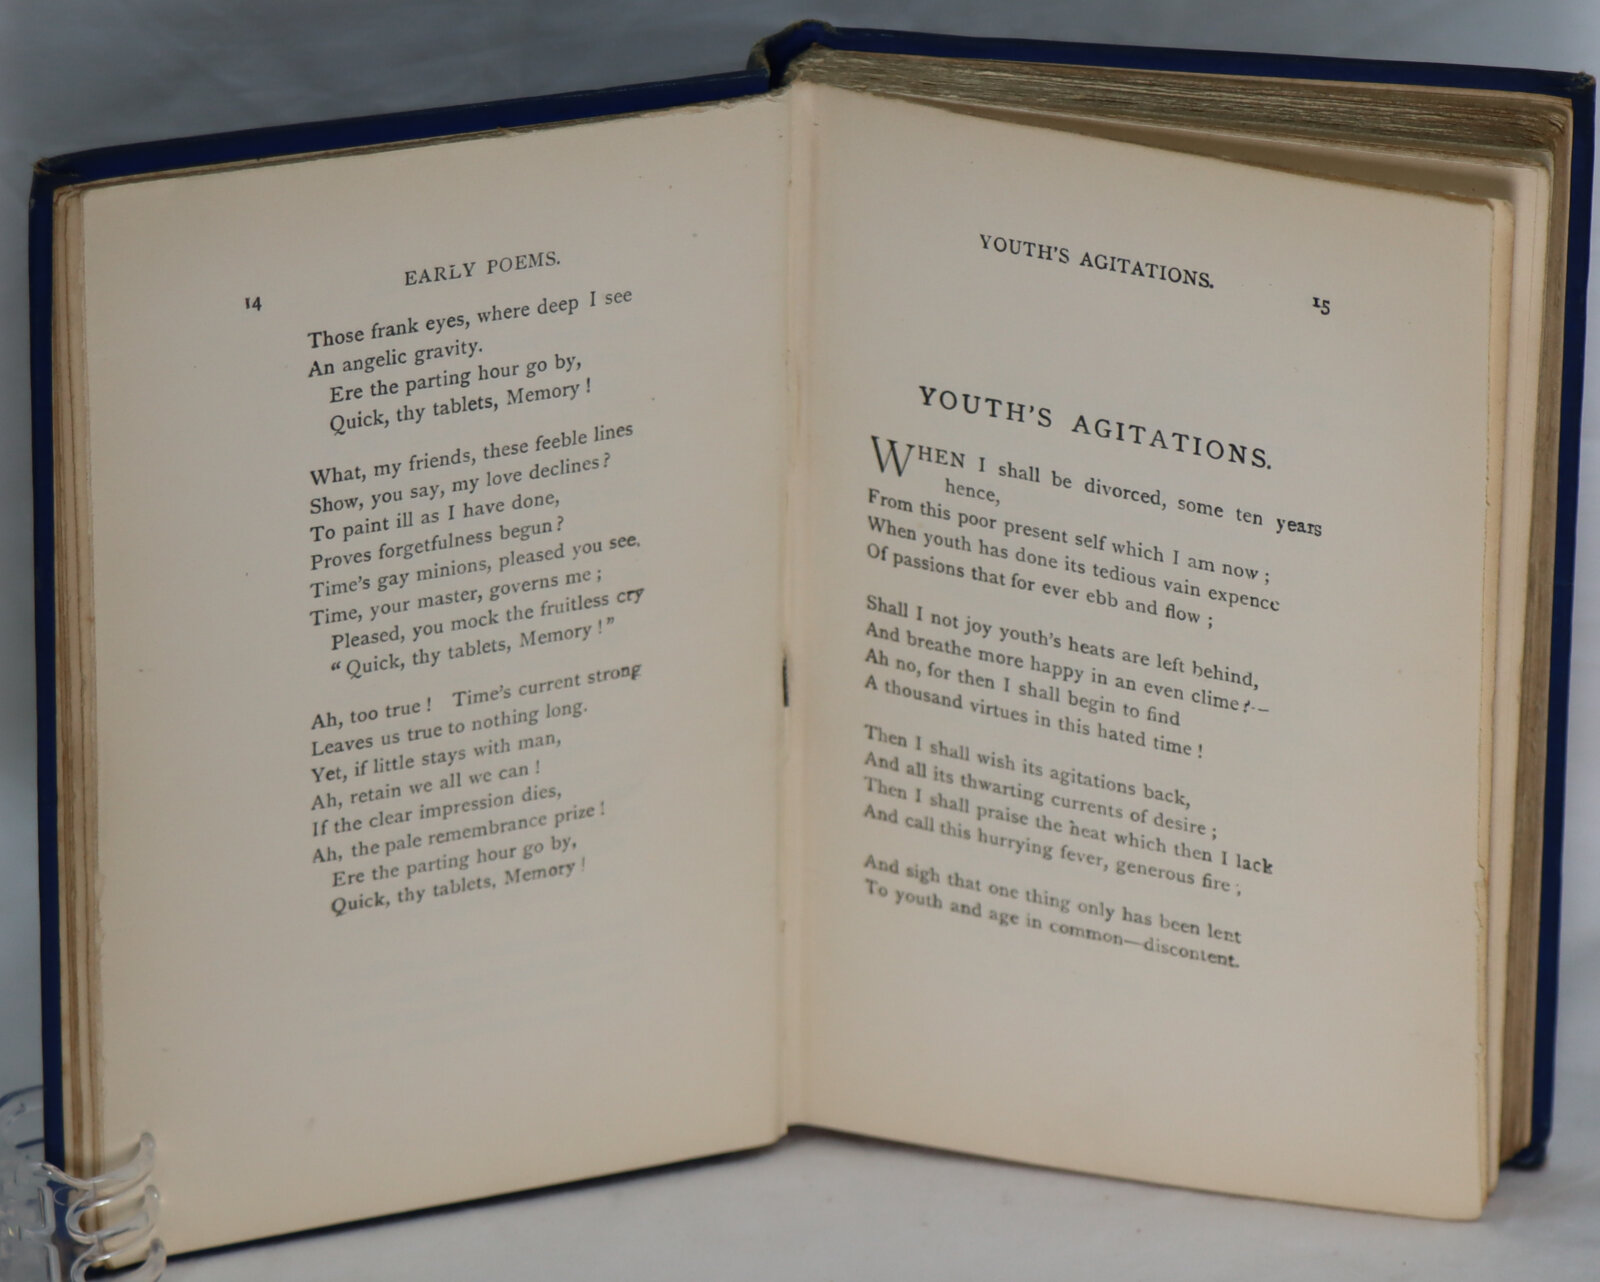 14
EARLY POEMS.
Those frank eyes, where deep I see
An angelic gravity.
Ere the parting hour go by,
Quick, thy tablets, Memory !
What, my friends, these feeble lines
Show, you say, my love declines ?
To paint ill as I have done,
Proves forgetfulness begun ?
Time's gay minions, pleased you see,
Time, your master, governs me ;
Pleased, you mock the fruitless cry
“ Quick, thy tablets, Memory ! ”
Ah, too true ! Time's current strong
Leaves us true to nothing long.
Yet, if little stays with man,
Ah, retain we all we can !
If the clear impression dies,
Ah, the pale remembrance prize !
Ere the parting hour go by,
Quick, thy tablets, Memory !
YOUTH'S AGITATIONS.
15
YOUTH'S AGITATIONS.
WHEN I shall be divorced, some ten years
hence,
From this poor present self which I am now ;
When youth has done its tedious vain expence
Of passions that for ever ebb and flow ;
Shall I not joy youth's heats are left behind,
And breathe more happy in an even clime ?—
Ah no, for then I shall begin to find
A thousand virtues in this hated time !
Then I shall wish its agitations back,
And all its thwarting currents of desire ;
Then I shall praise the heat which then I lack
And call this hurrying fever, generous fire ;
And sigh that one thing only has been lent
To youth and age in common—discontent.